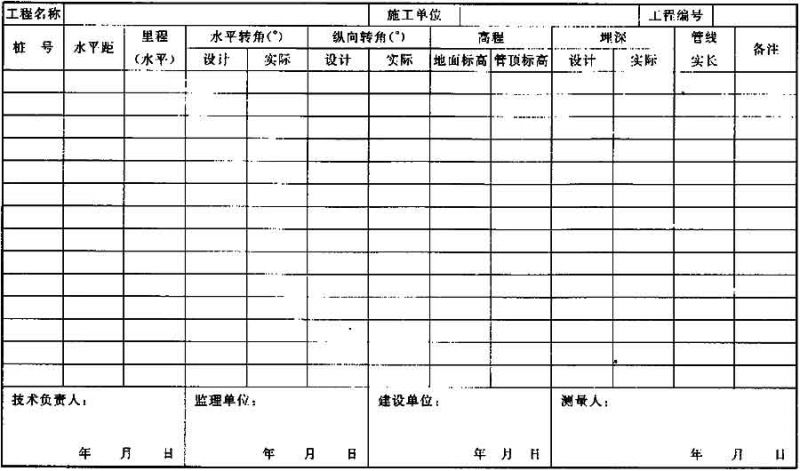 工程名称 施工单位 工程编号
桩号 水平距 里程(水平) 水平转角(°) 纵向转角(°) 高程 埋深 管线实长 备注
设计 实际 设计 实际 地面标高 管顶标高 设计 实际
技术负责人: 监理单位: 建设单位: 测量人:
年 月 日 年 月 日 年 月 日 年 月 日